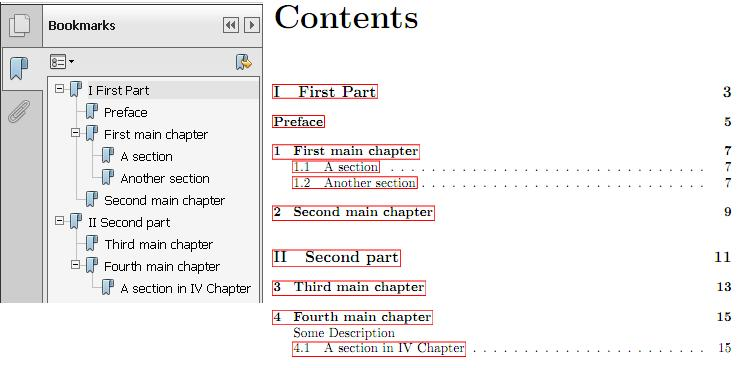 Bookmarks
I First Part
Preface
First main chapter
A section
Another section
Second main chapter
II Second part
Third main chapter
Fourth main chapter
A section in IV Chapter
Contents
I First Part 3
Preface 5
1 First main chapter 7
1.1 A section . . . . . . . . . . . . . . . . . . . . . . . . . . . . . . 7
1.2 Another section . . . . . . . . . . . . . . . . . . . . . . . . . . . 7
2 Second main chapter 9
II Second part 11
3 Third main chapter 13
4 Fourth main chapter 15
Some Description
4.1 A section in IV Chapter . . . . . . . . . . . . . . . . . . . . . . . 15